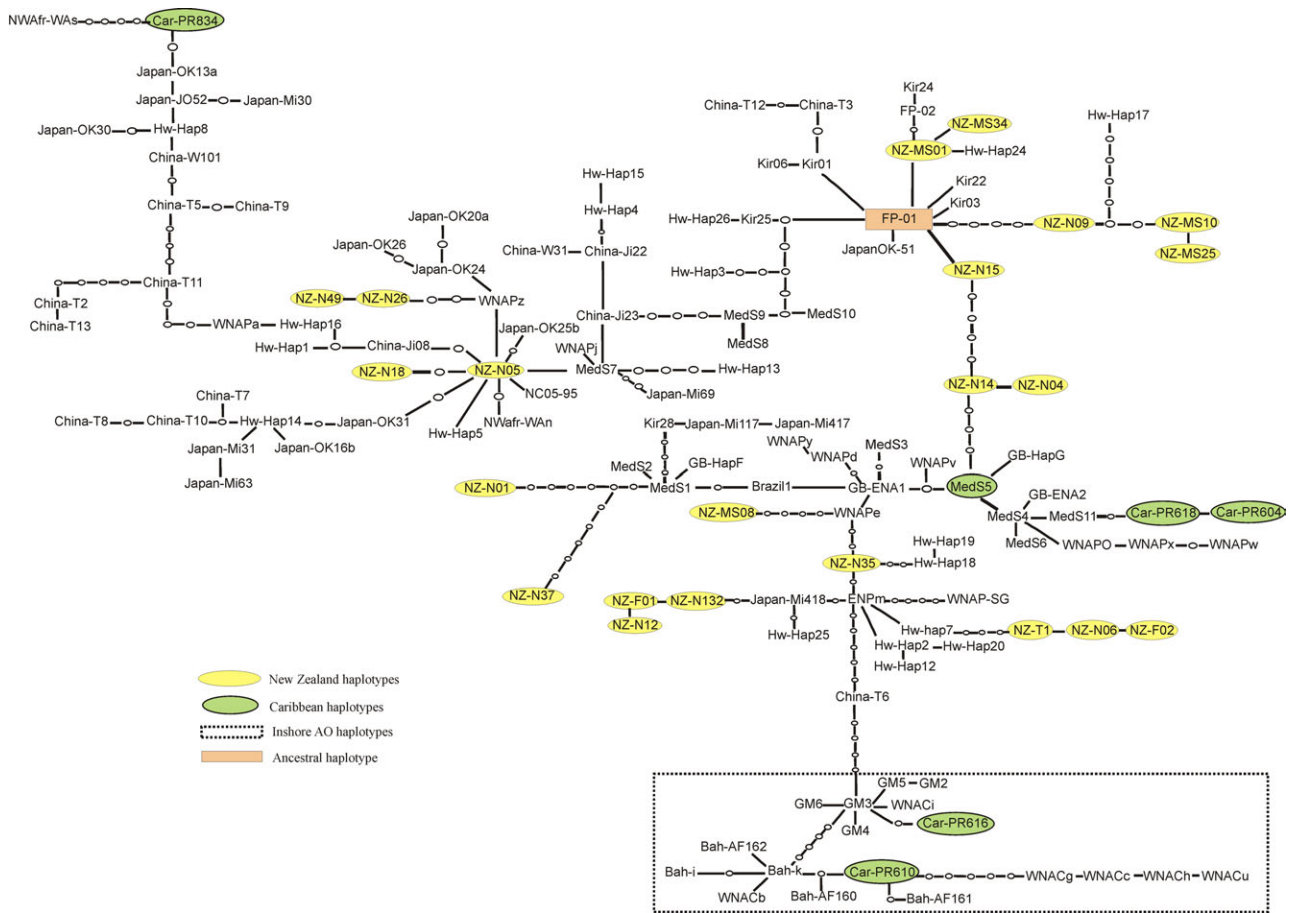 NWAfr-WAs
Car-PR834
Japan-OK13a
Japan-JO52
Japan-Mi30
Japan-OK30
Hw-Hap8
China-W101
China-T5
China-T9
China-T11
China-T2
China-T13
WNAPa
Hw-Hap16
Hw-Hap1
China-Ji08
Japan-OK20a
Japan-OK26
Japan-OK24
NZ-N49
NZ-N26
WNAPz
Japan-OK25b
NZ-N18
NZ-N05
NC05-95
NWafr-WAn
Hw-Hap5
China-T7
China-T8
China-T10
Hw-Hap14
Japan-OK31
Japan-Mi31
Japan-OK16b
Japan-Mi63
Hw-Hap15
Hw-Hap4
China-W31
China-Ji22
China-Ji23
WNAPj
MedS7
Hw-Hap13
Japan-Mi69
China-T12
China-T3
Kir06
Kir01
Hw-Hap26
Kir25
Hw-Hap3
MedS9
MedS10
MedS8
Kir24
FP-02
NZ-MS34
NZ-MS01
Hw-Hap24
Kir22
Kir03
FP-01
JapanOK-51
Hw-Hap17
NZ-N09
NZ-MS10
NZ-MS25
NZ-N15
NZ-N14
NZ-N04
Kir28
Japan-Mi117
Japan-Mi417
MedS2
GB-HapF
NZ-N01
MedS1
Brazil1
NZ-N37
WNAPy
WNAPd
MedS3
GB-ENA1
WNAPv
MedS5
GB-HapG
GB-ENA2
MedS4
MedS11
Car-PR618
Car-PR604
MedS6
WNAPO
WNAPx
WNAPw
NZ-MS08
WNAPe
Hw-Hap19
NZ-N35
Hw-Hap18
NZ-F01
NZ-N132
Japan-Mi418
ENPm
WNAP-SG
NZ-N12
Hw-Hap25
Hw-hap7
NZ-T1
NZ-N06
NZ-F02
Hw-Hap2
Hw-Hap20
Hw-Hap12
China-T6
New Zealand haplotypes
Caribbean haplotypes
Inshore AO haplotypes
Ancestral haplotype
GM5
GM2
GM6
GM3
WNACi
GM4
Car-PR616
Bah-AF162
Bah-i
Bah-k
Car-PR610
WNACg
WNACc
WNACh
WNACu
WNACb
Bah-AF160
Bah-AF161